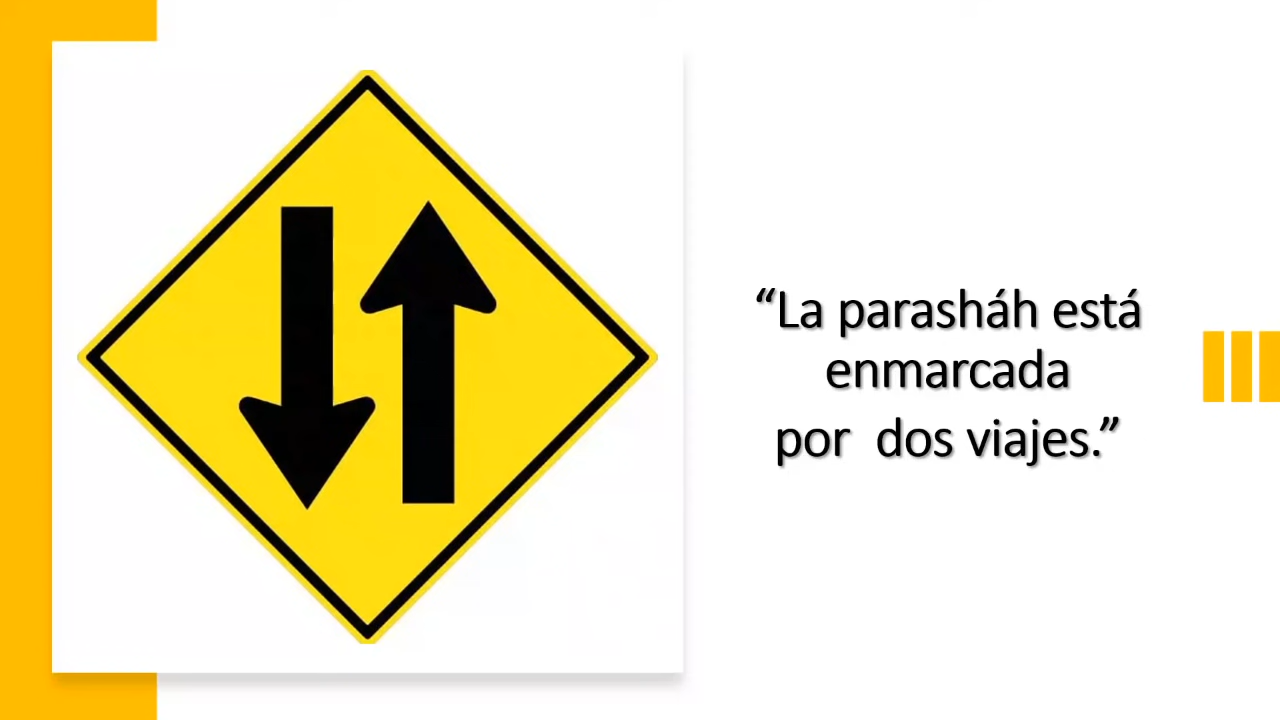 “La parasháh está
enmarcada
por  dos viajes.”